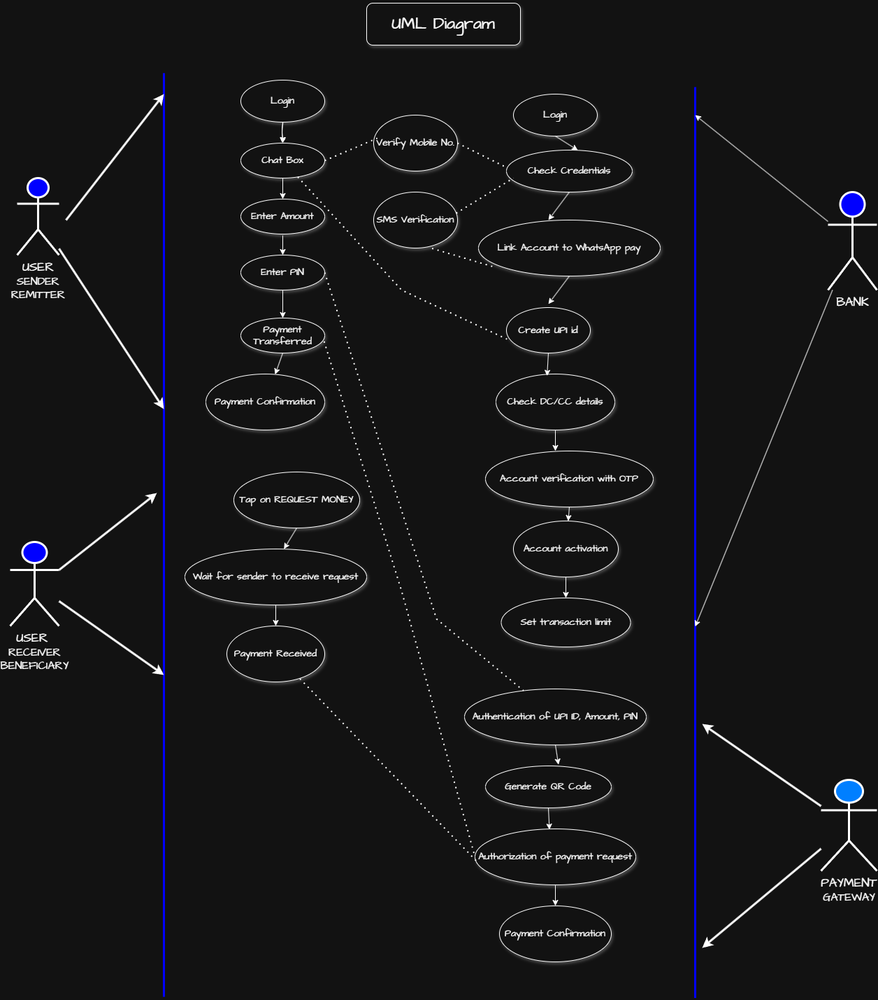 UML Diagram
Login
Login
Verify Mobile No.
Chat Box
Check Credentials
Enter Amount
SMS Verification
Link Account to WhatsApp pay
USER
SENDER
REMITTER
Enter PIN
BANK
Payment
Transferred
Create UPI id
Payment Confirmation
Check DC/CC details
Account verification with OTP
Tap on REQUEST MONEY
Account activation
Wait for sender to receive request
Set transaction limit
USER
RECEIVER
BENEFICIARY
Payment Received
Authentication of UPI ID, Amount, PIN
Generate QR Code
Authorization of payment request
PAYMENT
GATEWAY
Payment Confirmation